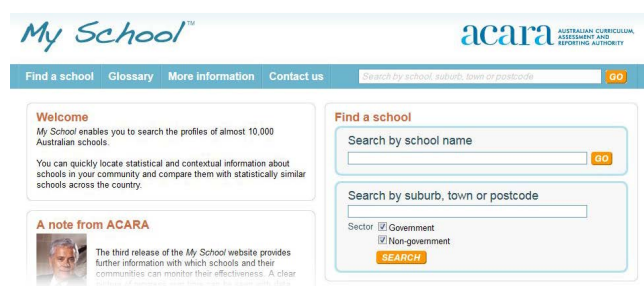 My School™
acara AUSTRALIAN CURRICULUM,
ASSESSMENT AND
REPORTING AUTHORITY
Find a school Glossary More information Contact us Search by school, suburb, town or postcode GO
Welcome
My School enables you to search the profiles of almost 10,000
Australian schools.
You can quickly locate statistical and contextual information about
schools in your community and compare them with statistically similar
schools across the country.
A note from ACARA
The third release of the My School website provides
further information with which schools and their
communities can monitor their effectiveness. A clear
Find a school
Search by school name
GO
Search by suburb, town or postcode
Sector Government
Non-government
SEARCH